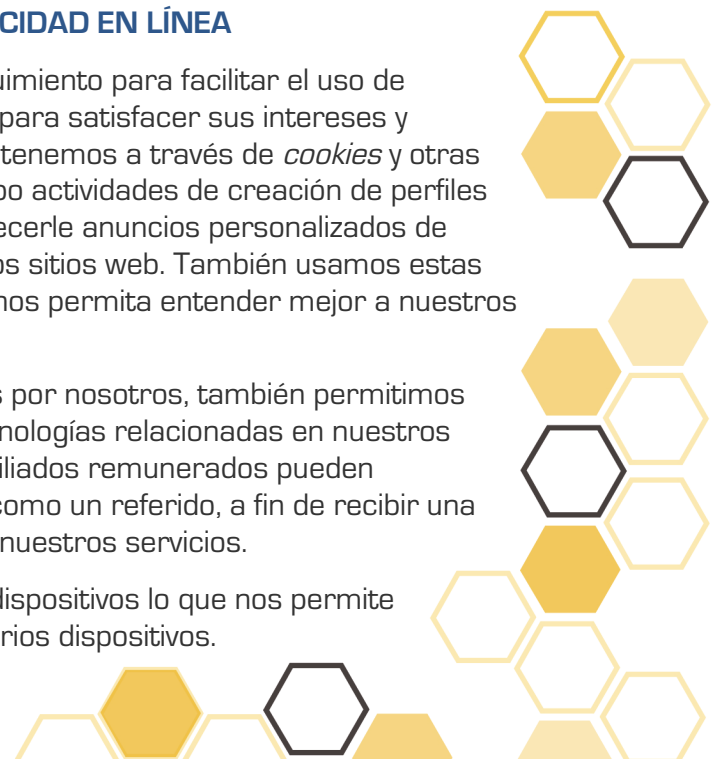 CIDAD EN LÍNEA
uimiento para facilitar el uso de
para satisfacer sus intereses y
tenemos a través de cookies y otras
bo actividades de creación de perfiles
ecerle anuncios personalizados de
os sitios web. También usamos estas
nos permita entender mejor a nuestros
s por nosotros, también permitimos
nologías relacionadas en nuestros
iliados remunerados pueden
como un referido, a fin de recibir una
nuestros servicios.
dispositivos lo que nos permite
rios dispositivos.